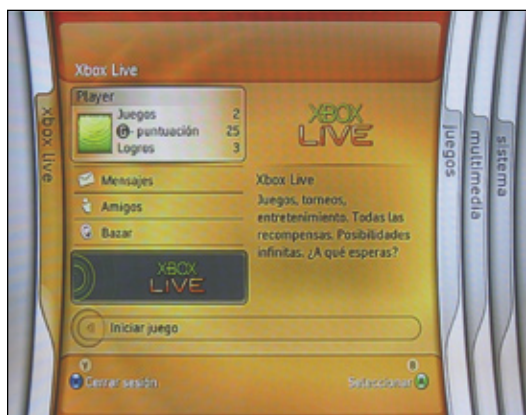 Xbox Live
Player
Juegos 2
G- puntuación 25
Logros 3
Mensajes
Amigos
Bazar
XBOX
LIVE
Iniciar juego
XBOX
LIVE
Xbox Live
Juegos, torneos,
entretenimiento. Todas las
recompensas. Posibilidades
infinitas. ¿A qué esperas?
Y
Cerrar sesión
B
Seleccionar A
xbox live
juegos
multimedia
sistema